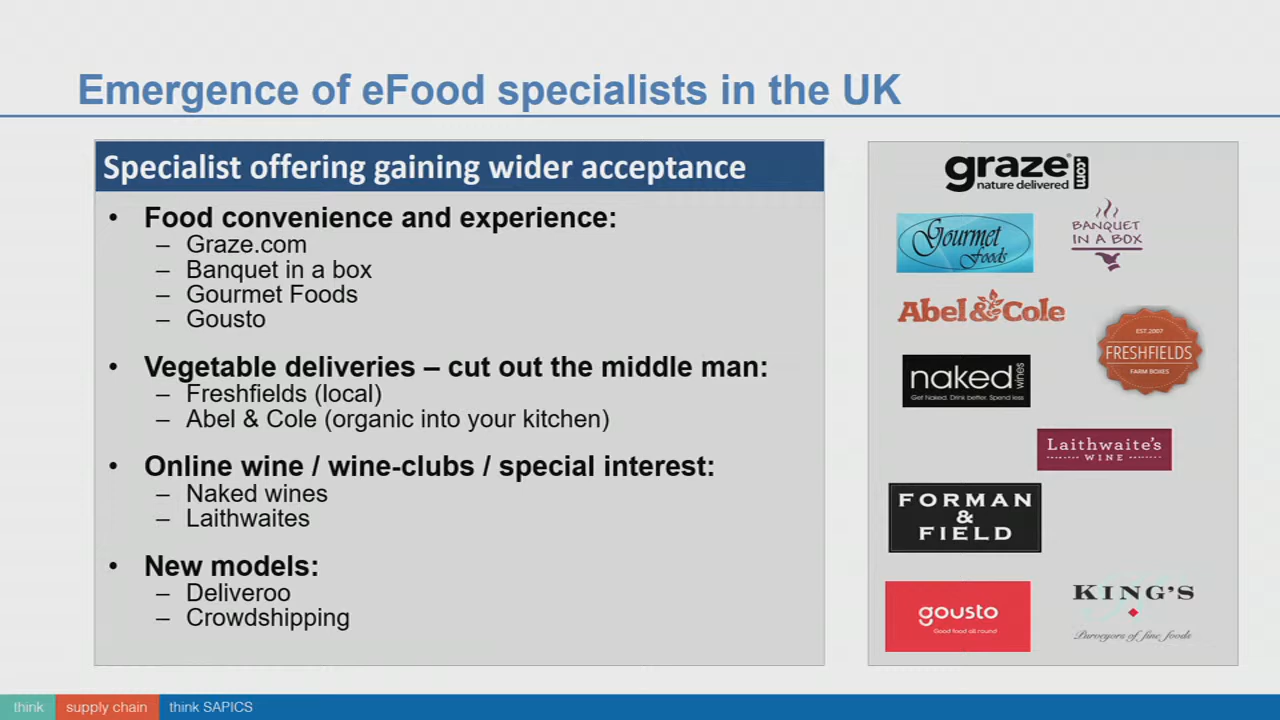 Emergence of eFood specialists in the UK
Specialist offering gaining wider acceptance
• Food convenience and experience:
– Graze.com
– Banquet in a box
– Gourmet Foods
– Gousto
• Vegetable deliveries – cut out the middle man:
– Freshfields (local)
– Abel & Cole (organic into your kitchen)
• Online wine / wine-clubs / special interest:
– Naked wines
– Laithwaites
• New models:
– Deliveroo
– Crowdshipping
graze.com
nature delivered
Gourmet
Foods
BANQUET
IN A BOX
Abel & Cole
EST.2007
FRESHFIELDS
FARM BOXES
naked wines
Get Naked. Drink better. Spend less
Laithwaite's
WINE
FORMAN
&
FIELD
gousto
Good food all round
KING'S
Purveyors of fine foods
think supply chain think SAPICS